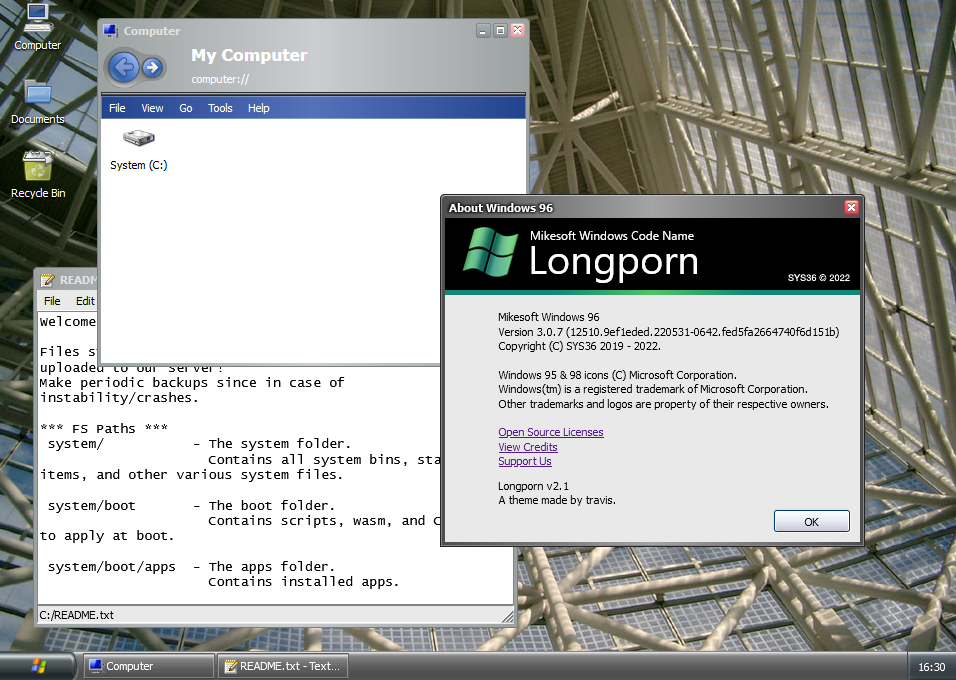 Computer
Documents
Recycle Bin
Computer
My Computer
computer://
File View Go Tools Help
System (C:)
README
File Edit
Welcome
Files
uploaded to our server!
Make periodic backups since in case of
instability/crashes.
*** FS Paths ***
system/ - The system folder.
Contains all system bins, sta
items, and other various system files.
system/boot - The boot folder.
Contains scripts, wasm, and C
to apply at boot.
system/boot/apps - The apps folder.
Contains installed apps.
C:/README.txt
About Windows 96
Mikesoft Windows Code Name
Longporn
SYS36 © 2022
Mikesoft Windows 96
Version 3.0.7 (12510.9ef1eded.220531-0642.fed5fa2664740f6d151b)
Copyright (C) SYS36 2019 - 2022.
Windows 95 & 98 icons (C) Microsoft Corporation.
Windows(tm) is a registered trademark of Microsoft Corporation.
Other trademarks and logos are property of their respective owners.
Open Source Licenses
View Credits
Support Us
Longporn v2.1
A theme made by travis.
OK
Computer
README.txt - Text...
16:30